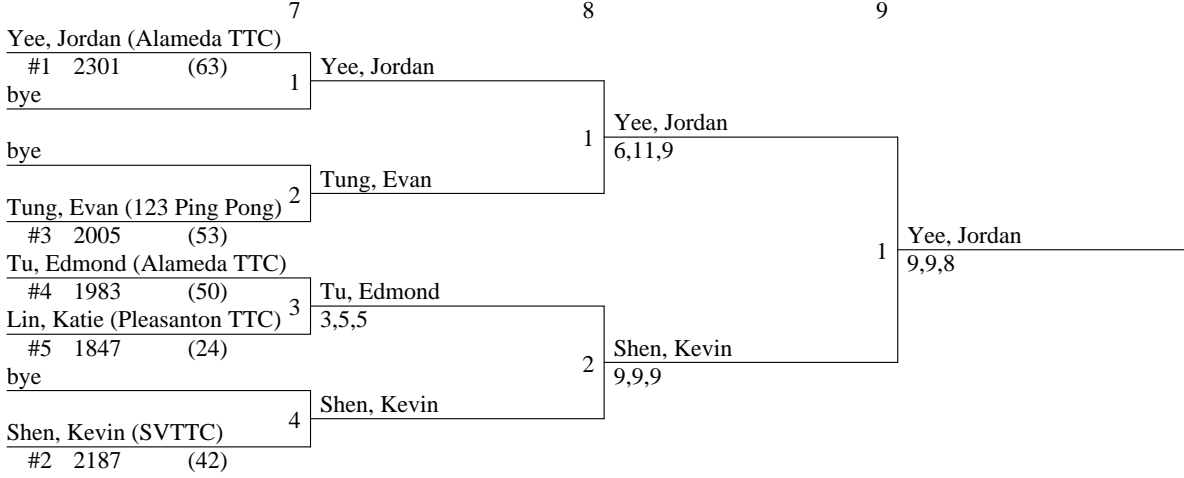 7 8 9
Yee, Jordan (Alameda TTC)
#1 2301 (63)
1
Yee, Jordan
bye
1
Yee, Jordan
6,11,9
bye
2
Tung, Evan
Tung, Evan (123 Ping Pong)
#3 2005 (53)
1
Yee, Jordan
9,9,8
Tu, Edmond (Alameda TTC)
#4 1983 (50)
3
Tu, Edmond
3,5,5
Lin, Katie (Pleasanton TTC)
#5 1847 (24)
2
Shen, Kevin
9,9,9
bye
4
Shen, Kevin
Shen, Kevin (SVTTC)
#2 2187 (42)